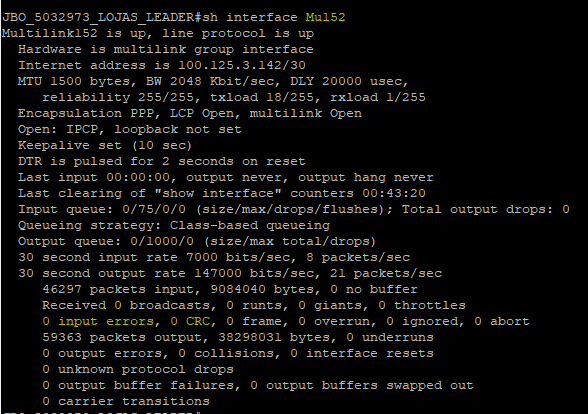 JBO_5032973_LOJAS_LEADER#sh interface Mu152
Multilink152 is up, line protocol is up
Hardware is multilink group interface
Internet address is 100.125.3.142/30
MTU 1500 bytes, BW 2048 Kbit/sec, DLY 20000 usec,
reliability 255/255, txload 18/255, rxload 1/255
Encapsulation PPP, LCP Open, multilink Open
Open: IPCP, loopback not set
Keepalive set (10 sec)
DTR is pulsed for 2 seconds on reset
Last input 00:00:00, output never, output hang never
Last clearing of "show interface" counters 00:43:20
Input queue: 0/75/0/0 (size/max/drops/flushes); Total output drops: 0
Queueing strategy: Class-based queueing
Output queue: 0/1000/0 (size/max total/drops)
30 second input rate 7000 bits/sec, 8 packets/sec
30 second output rate 147000 bits/sec, 21 packets/sec
46297 packets input, 9084040 bytes, 0 no buffer
Received 0 broadcasts, 0 runts, 0 giants, 0 throttles
0 input errors, 0 CRC, 0 frame, 0 overrun, 0 ignored, 0 abort
59363 packets output, 38298031 bytes, 0 underruns
0 output errors, 0 collisions, 0 interface resets
0 unknown protocol drops
0 output buffer failures, 0 output buffers swapped out
0 carrier transitions